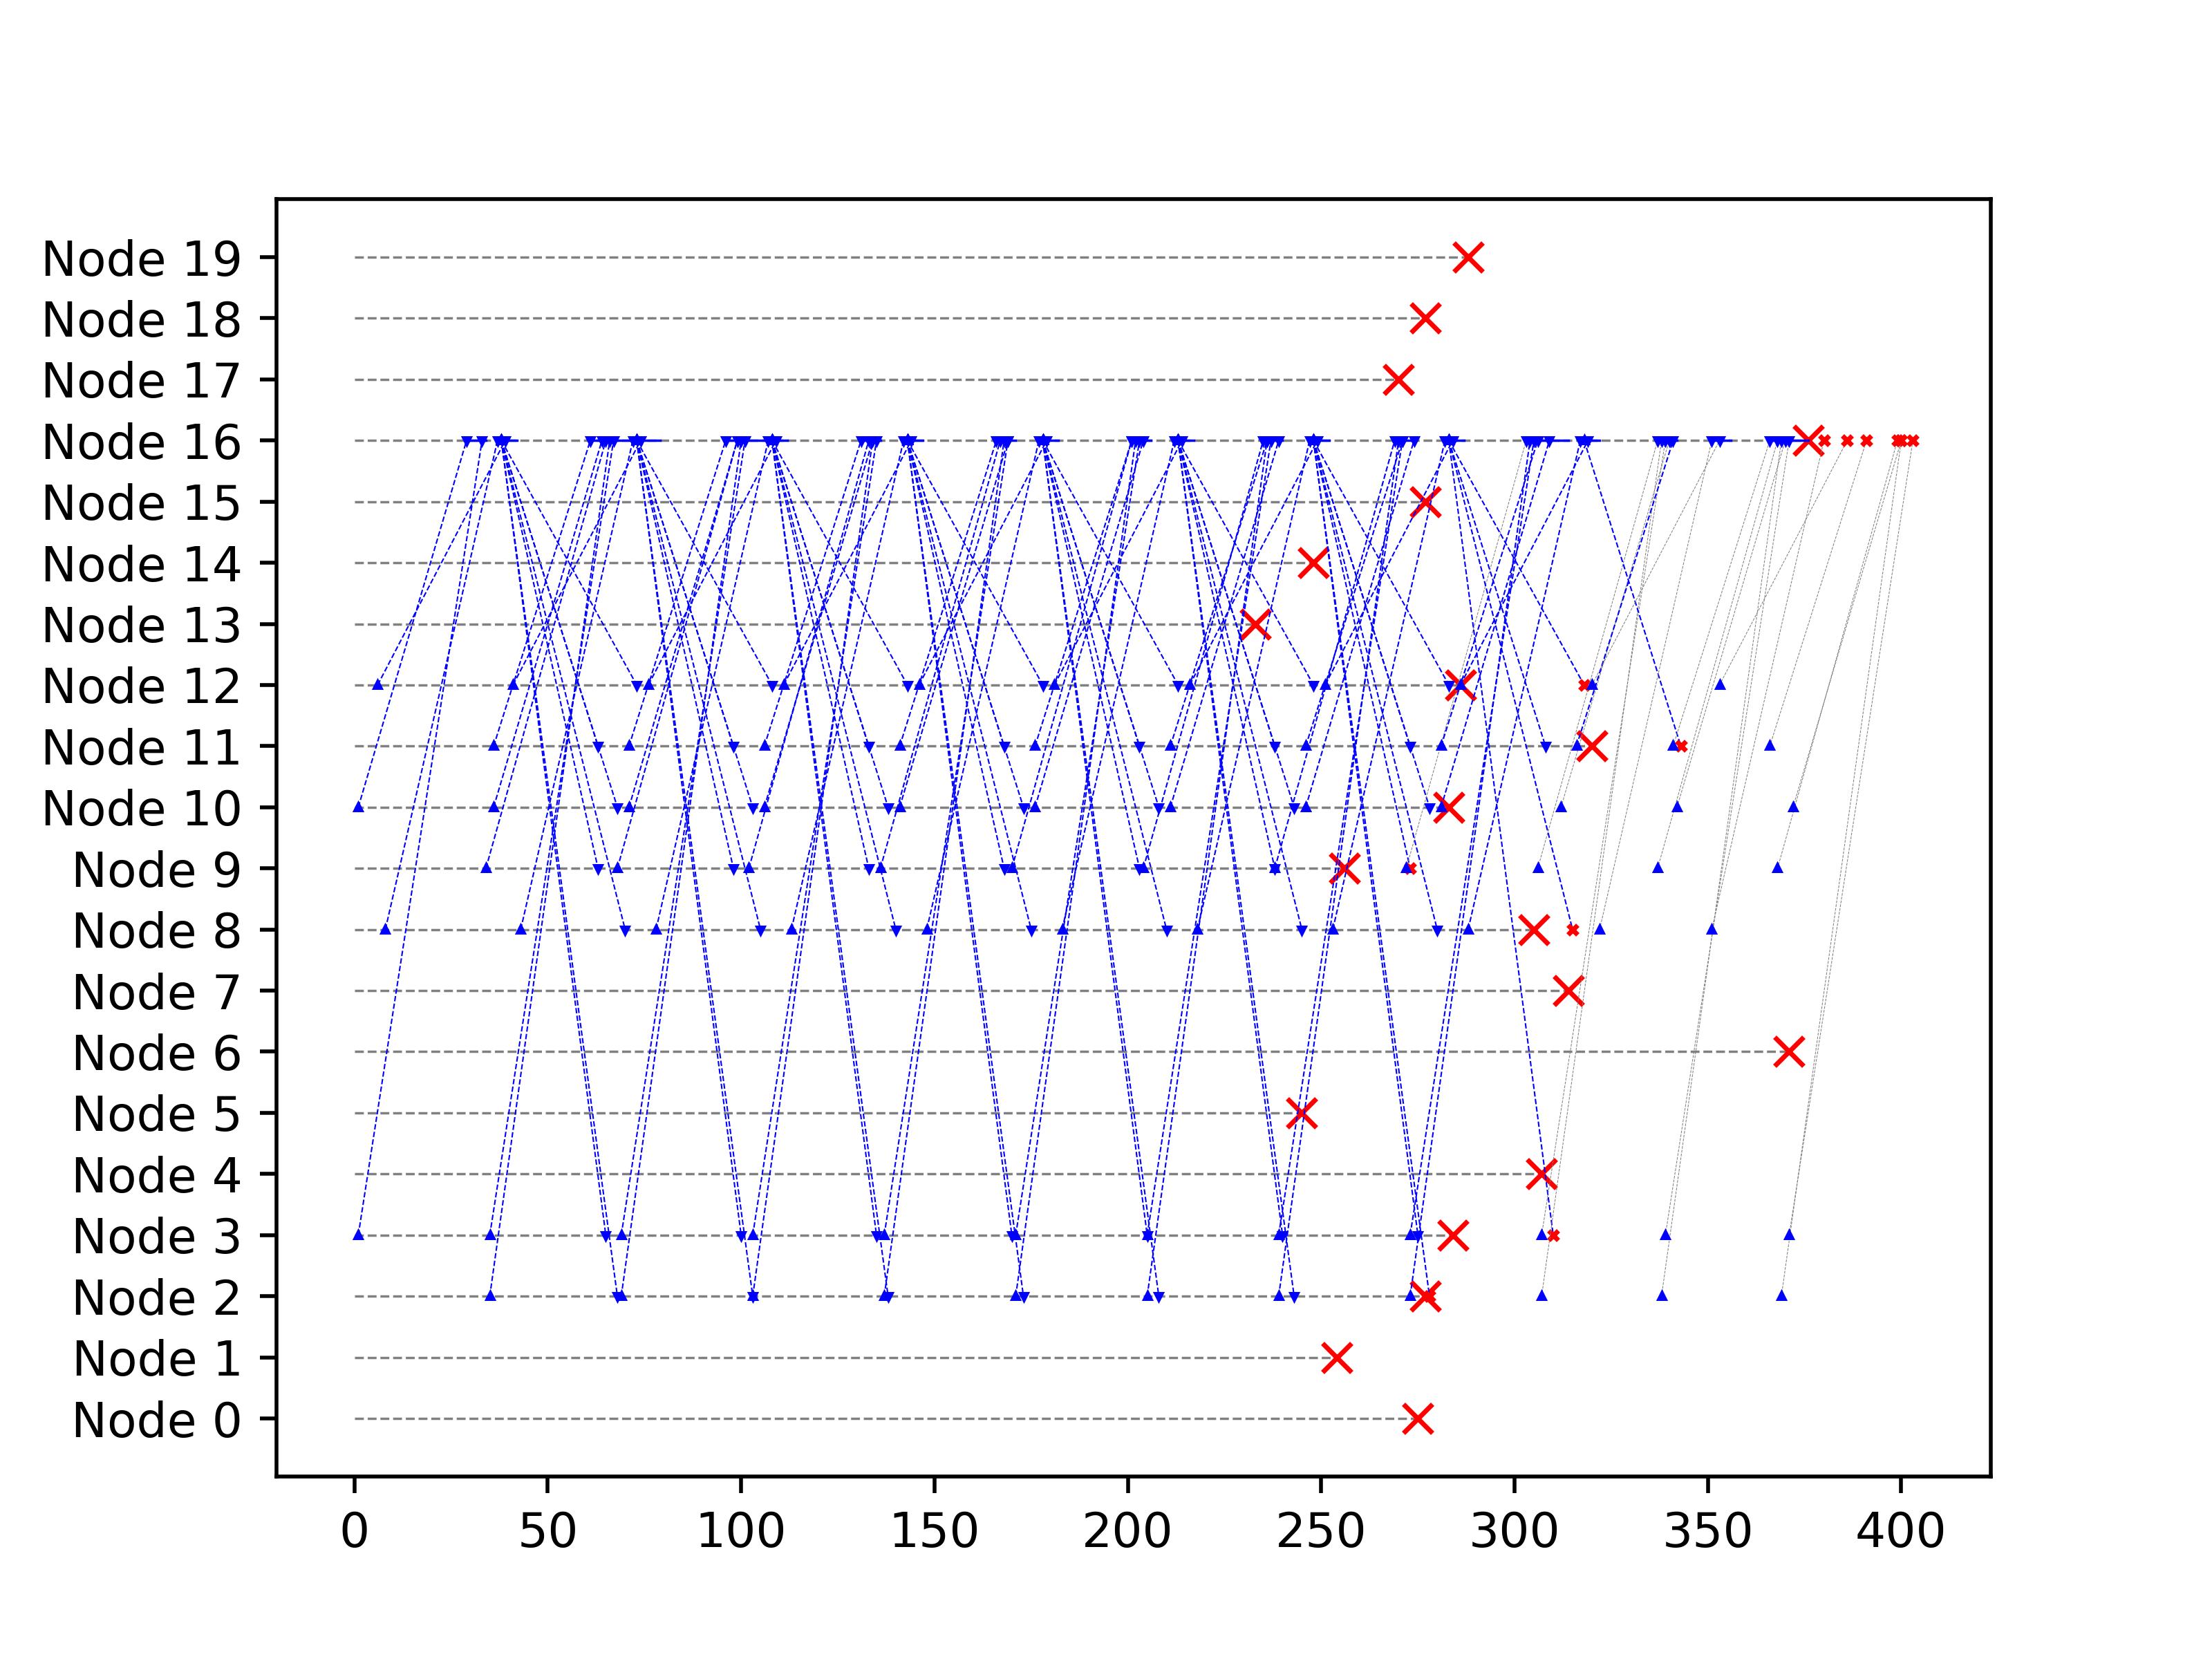 Node 19
Node 18
Node 17
Node 16
Node 15
Node 14
Node 13
Node 12
Node 11
Node 10
Node 9
Node 8
Node 7
Node 6
Node 5
Node 4
Node 3
Node 2
Node 1
Node 0
0 50 100 150 200 250 300 350 400